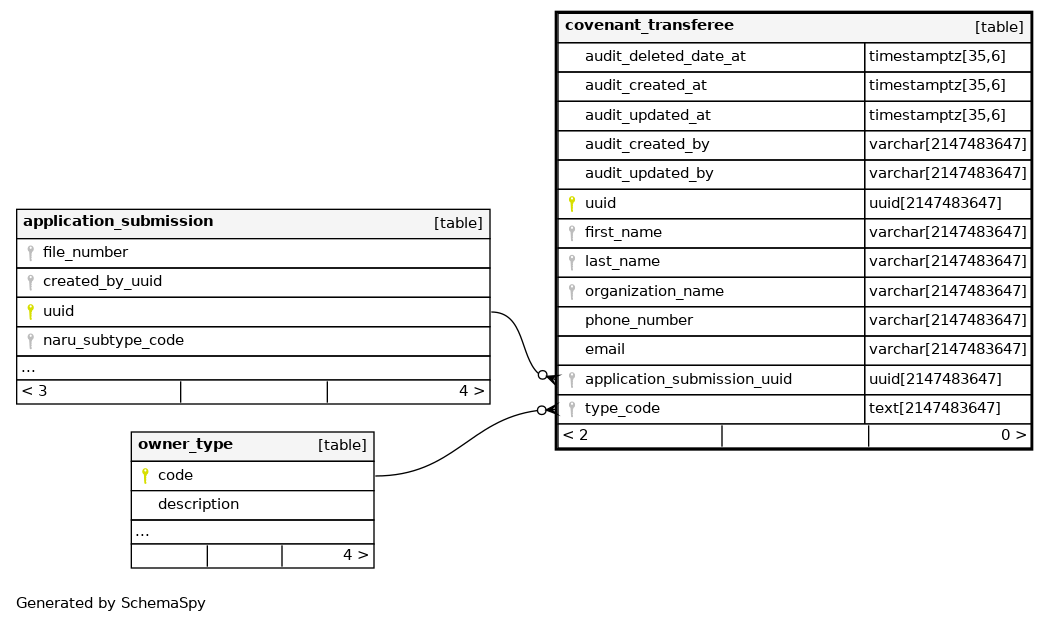 covenant_transferee [table]
audit_deleted_date_at timestamptz[35,6]
audit_created_at timestamptz[35,6]
audit_updated_at timestamptz[35,6]
audit_created_by varchar[2147483647]
audit_updated_by varchar[2147483647]
uuid uuid[2147483647]
first_name varchar[2147483647]
last_name varchar[2147483647]
organization_name varchar[2147483647]
phone_number varchar[2147483647]
email varchar[2147483647]
application_submission_uuid uuid[2147483647]
type_code text[2147483647]
< 2 0 >
application_submission [table]
file_number
created_by_uuid
uuid
naru_subtype_code
...
< 3 4 >
owner_type [table]
code
description
...
4 >
Generated by SchemaSpy